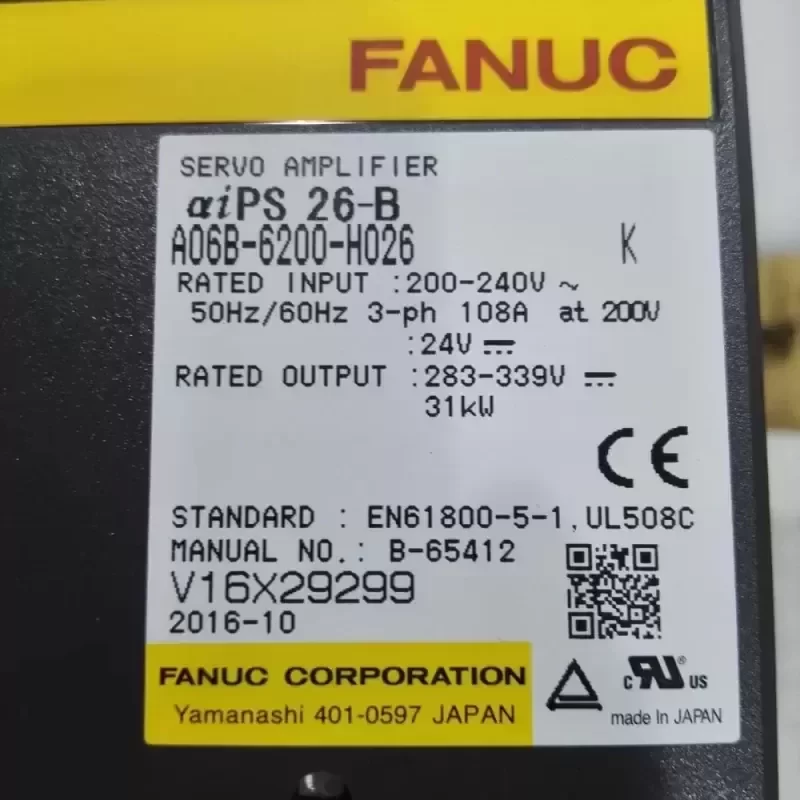 FANUC
SERVO AMPLIFIER
αiPS 26-B
A06B-6200-H026 K
RATED INPUT :200-240V ~
50Hz/60Hz 3-ph 108A at 200V
:24V ⎓
RATED OUTPUT :283-339V ⎓
31kW
CE
STANDARD : EN61800-5-1,UL508C
MANUAL NO.: B-65412
V16X29299
2016-10
FANUC CORPORATION
Yamanashi 401-0597 JAPAN
c RU ® US
made In JAPAN